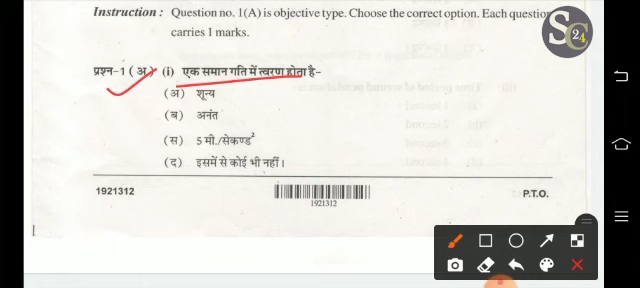 Instruction : Question no. 1(A) is objective type. Choose the correct option. Each question
carries 1 marks.
S 24
प्रश्न-1 ( अ ) (i) एक समान गति में त्वरण होता है-
(अ) शून्य
(ब) अनंत
(स) 5 मी./सेकण्ड²
(द) इसमें से कोई भी नहीं।
1921312
1921312
P.T.O.